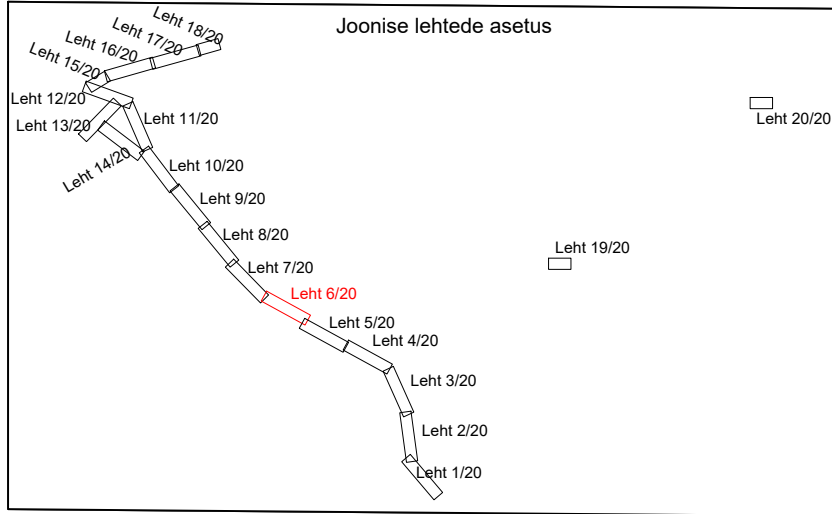 Joonise lehtede asetus
Leht 18/20
Leht 17/20
Leht 16/20
Leht 15/20
Leht 12/20
Leht 13/20
Leht 11/20
Leht 14/20
Leht 10/20
Leht 9/20
Leht 8/20
Leht 7/20
Leht 6/20
Leht 5/20
Leht 4/20
Leht 3/20
Leht 2/20
Leht 1/20
Leht 20/20
Leht 19/20